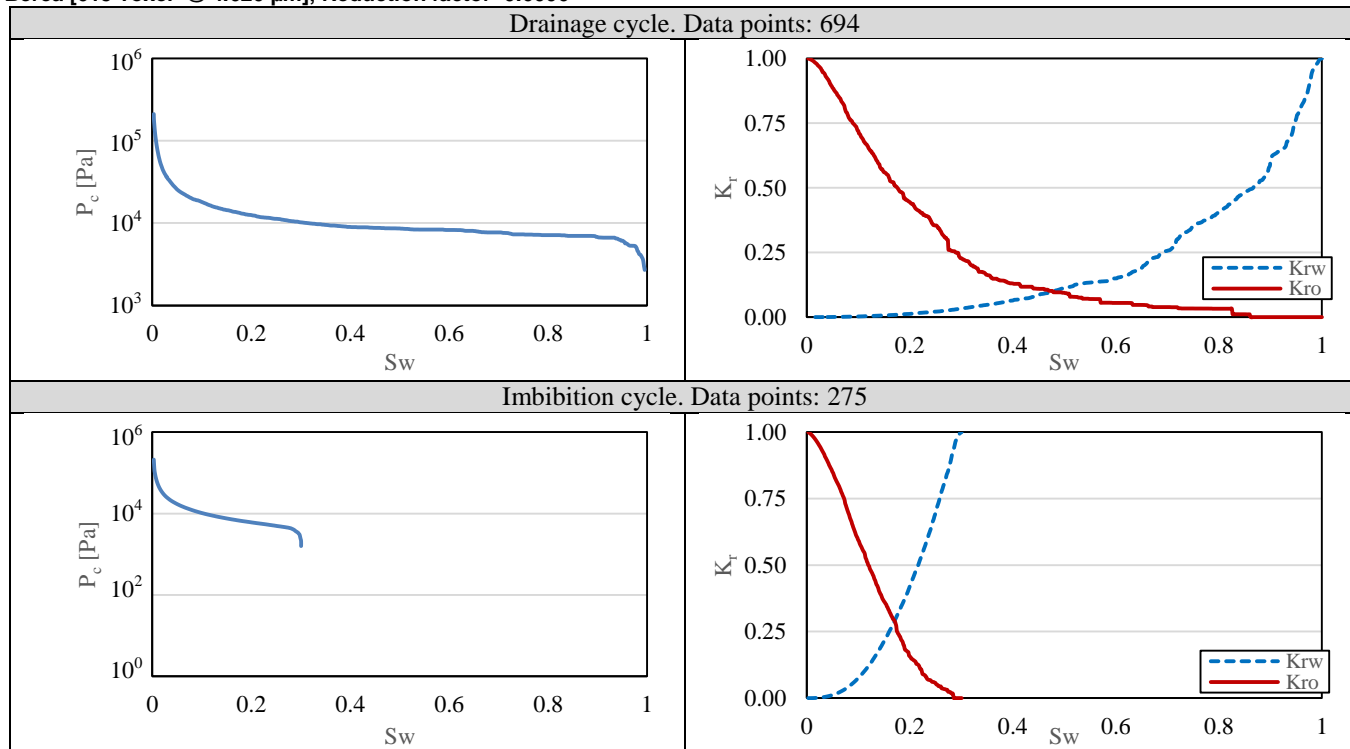 Drainage cycle. Data points: 694
10^6
10^5
10^4
10^3
P_c [Pa]
0 0.2 0.4 0.6 0.8 1
Sw
1.00
0.75
0.50
0.25
0.00
K_r
Krw
Kro
0 0.2 0.4 0.6 0.8 1
Sw
Imbibition cycle. Data points: 275
10^6
10^4
10^2
10^0
P_c [Pa]
0 0.2 0.4 0.6 0.8 1
Sw
1.00
0.75
0.50
0.25
0.00
K_r
Krw
Kro
0 0.2 0.4 0.6 0.8 1
Sw